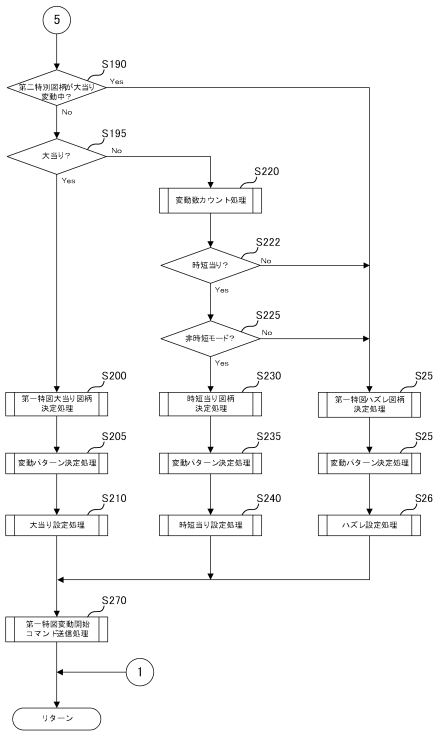 5
S190
第二特別図柄が大当り
変動中?
Yes
No
S195
大当り?
No
Yes
S220
変動数カウント処理
S222
時短当り?
No
Yes
S225
非時短モード?
No
Yes
S200
第一特図大当り図柄
決定処理
S230
時短当り図柄
決定処理
S25
第一特図ハズレ図柄
決定処理
S205
変動パターン決定処理
S235
変動パターン決定処理
S25
変動パターン決定処理
S210
大当り設定処理
S240
時短当り設定処理
S26
ハズレ設定処理
S270
第一特図変動開始
コマンド送信処理
1
リターン